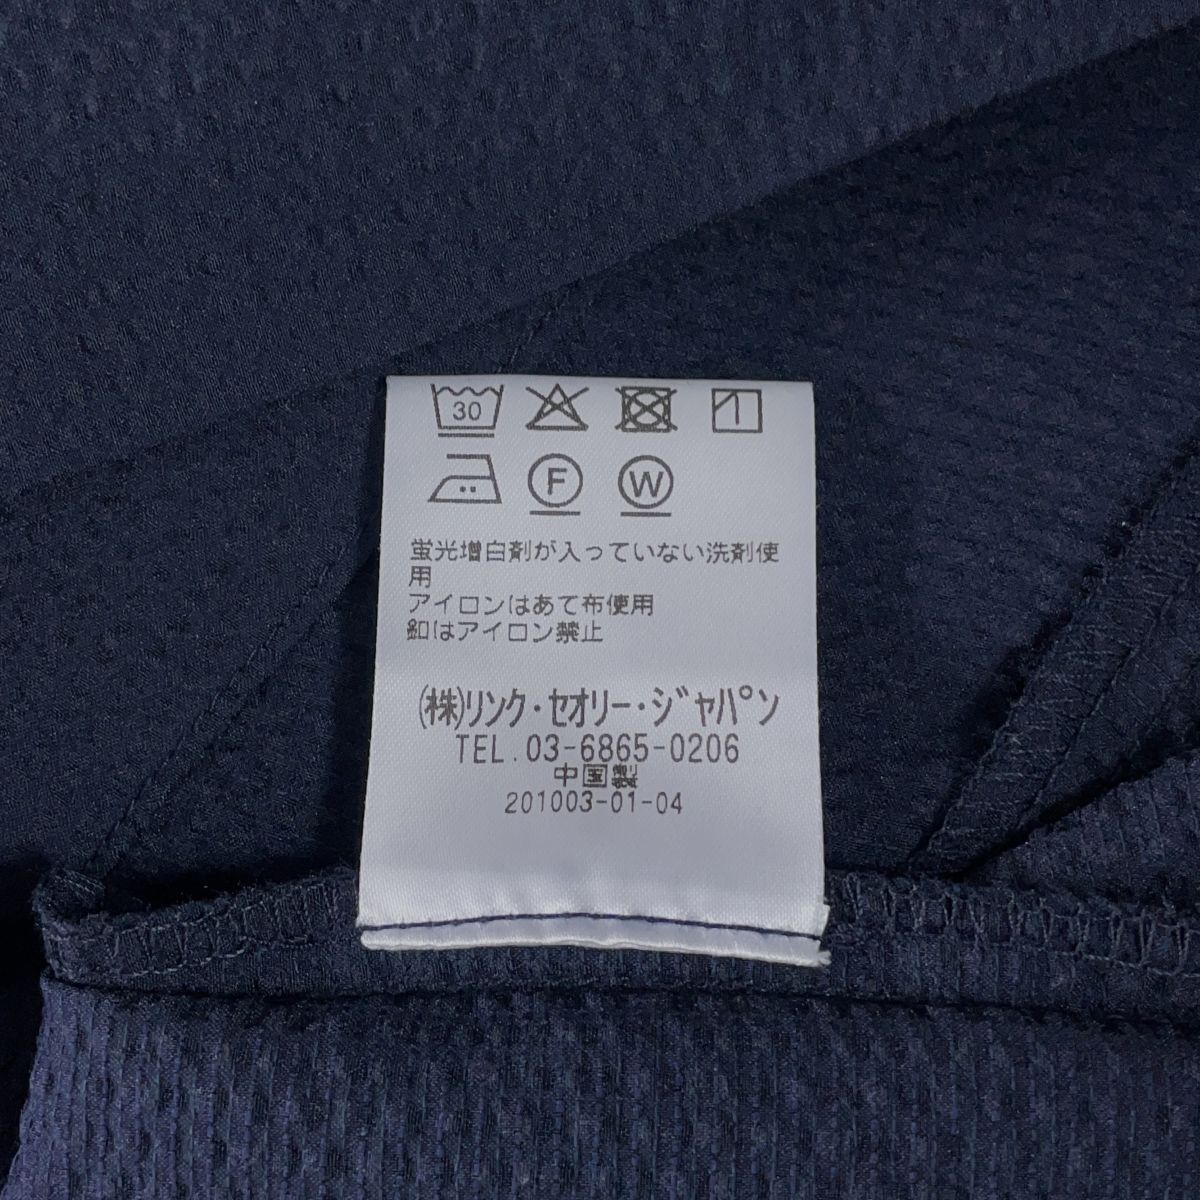 30
F W
蛍光増白剤が入っていない洗剤使
用
アイロンはあて布使用
釦はアイロン禁止
㈱リンク・セオリー・ジャパン
TEL.03-6865-0206
中国製
201003-01-04